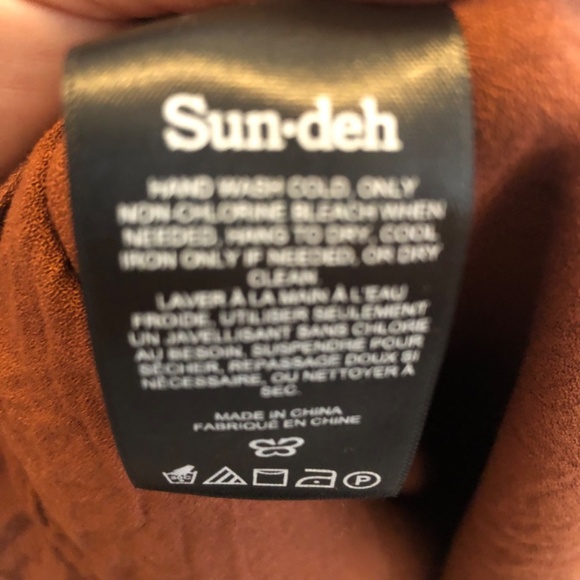 Sun·deh
HAND WASH COLD, ONLY
NON-CHLORINE BLEACH WHEN
NEEDED, HANG TO DRY, COOL
IRON ONLY IF NEEDED, OR DRY
CLEAN.
LAVER À LA MAIN À L'EAU
FROIDE, UTILISER SEULEMENT
UN JAVELLISANT SANS CHLORE
AU BESOIN, SUSPENDRE POUR
SÉCHER, REPASSAGE DOUX SI
NÉCESSAIRE, OU NETTOYER À
SEC.
MADE IN CHINA
FABRIQUÉ EN CHINE
P